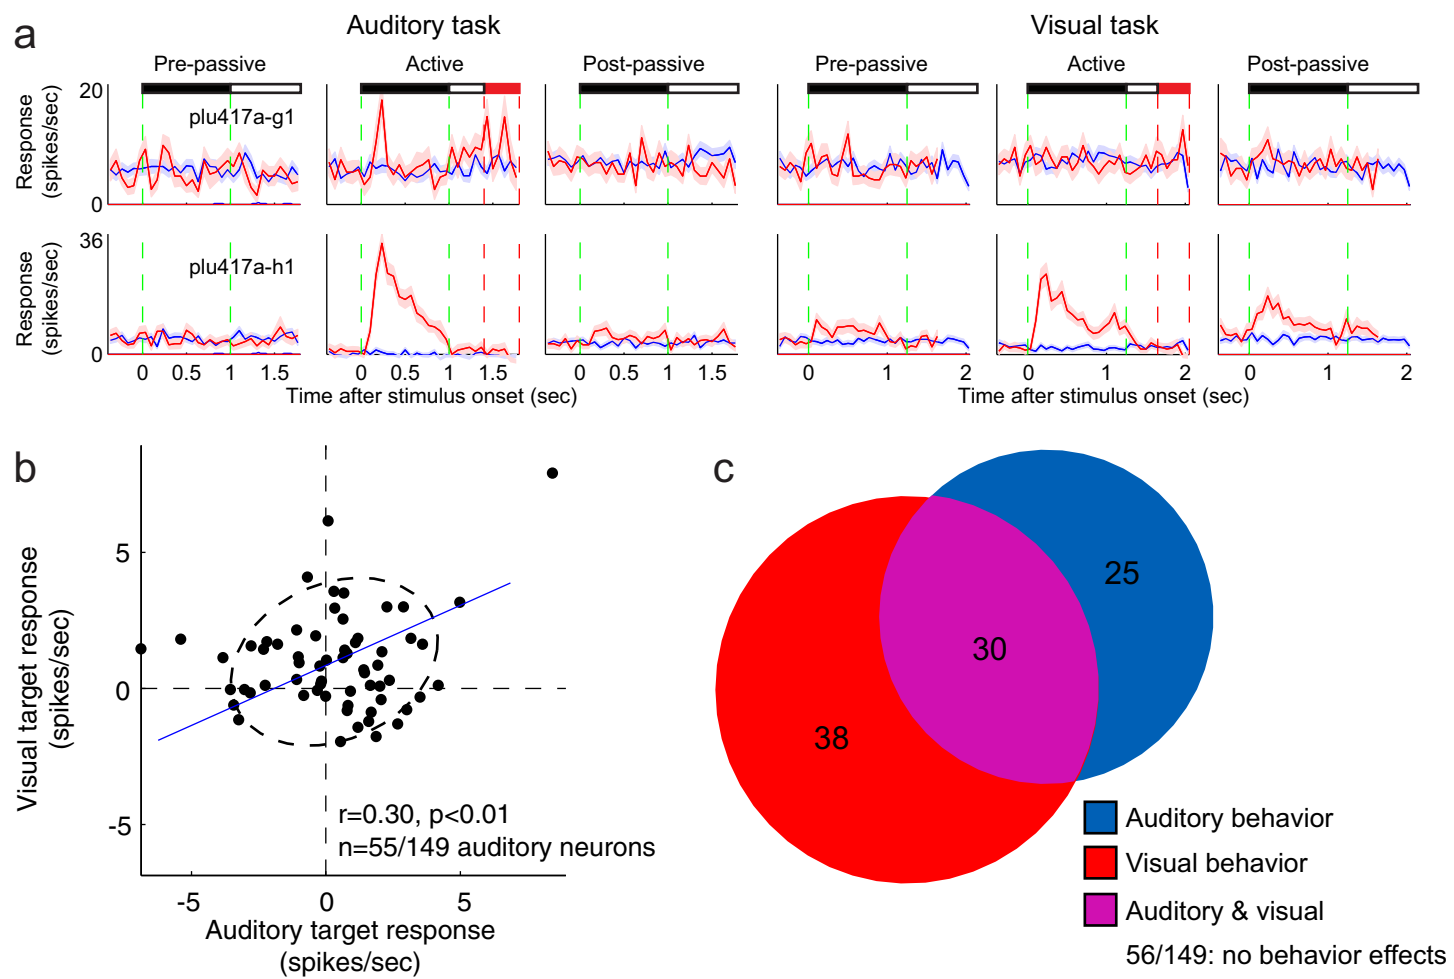 a
Auditory task
Visual task
Pre-passive
Active
Post-passive
Pre-passive
Active
Post-passive
Response
(spikes/sec)
20
0
plu417a-g1
Response
(spikes/sec)
36
0
plu417a-h1
0 0.5 1 1.5
0 0.5 1 1.5
0 0.5 1 1.5
0 1 2
0 1 2
0 1 2
Time after stimulus onset (sec)
Time after stimulus onset (sec)
b
Visual target response
(spikes/sec)
5
0
-5
r=0.30, p<0.01
n=55/149 auditory neurons
-5 0 5
Auditory target response
(spikes/sec)
c
25
30
38
Auditory behavior
Visual behavior
Auditory & visual
56/149: no behavior effects